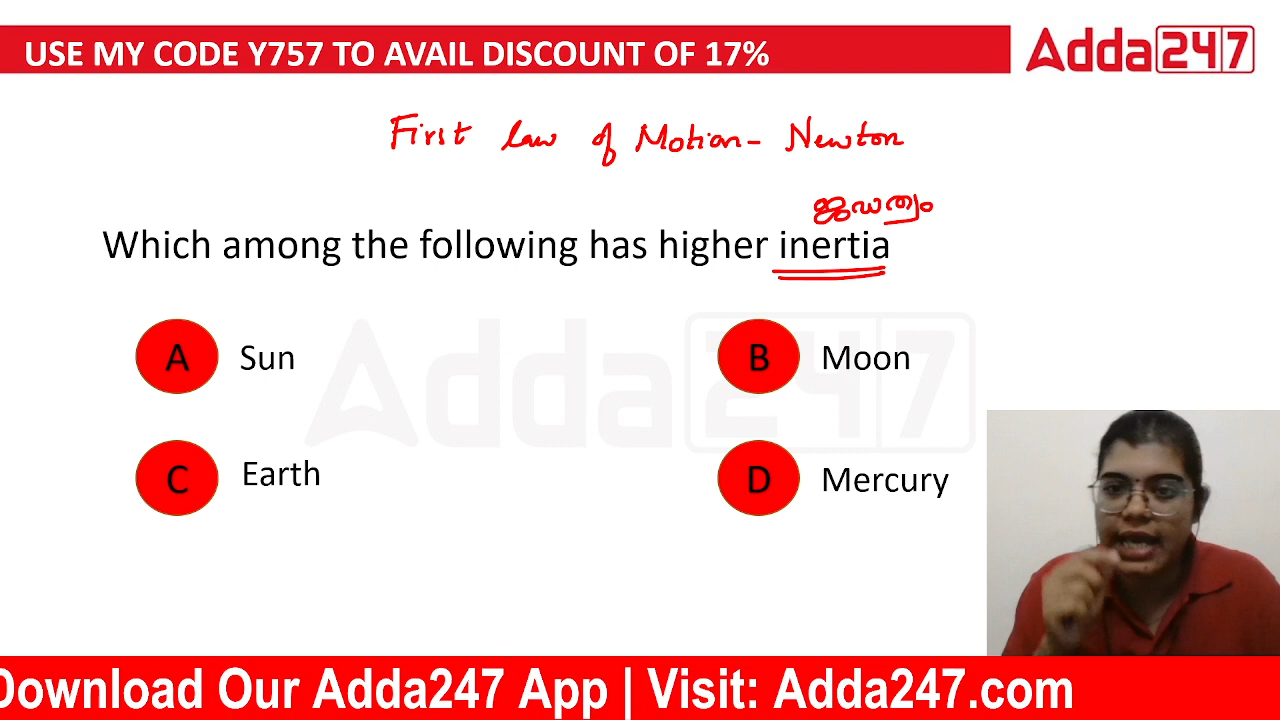 USE MY CODE Y757 TO AVAIL DISCOUNT OF 17%
Adda247
First law of Motion - Newton
ജഡത്വം
Which among the following has higher inertia
A Sun
B Moon
C Earth
D Mercury
Adda247
Download Our Adda247 App | Visit: Adda247.com